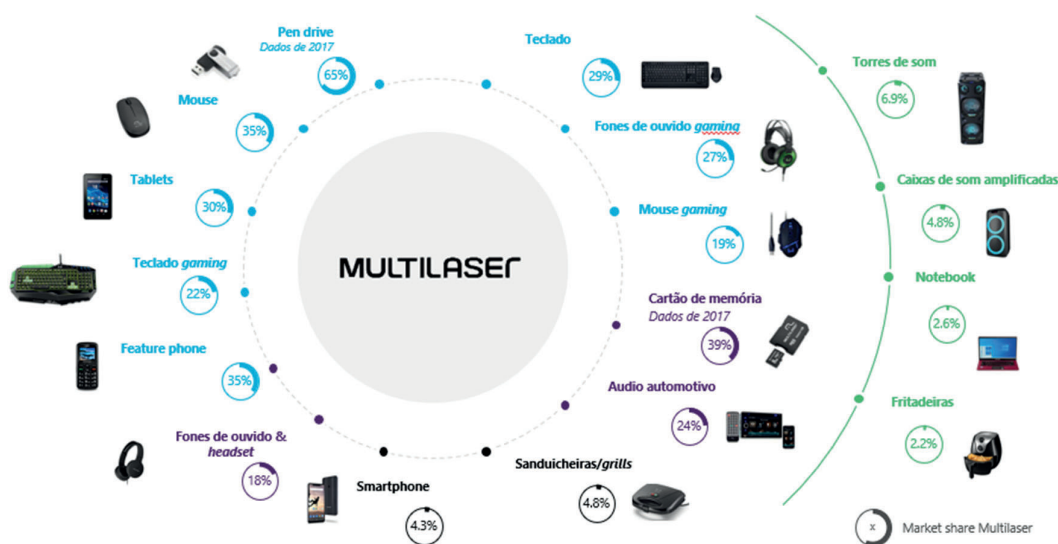 Pen drive
Dados de 2017
65%
Mouse
35%
Tablets
30%
Teclado gaming
22%
Feature phone
35%
Fones de ouvido &
headset
18%
Smartphone
4.3%
MULTILASER
Teclado
29%
Fones de ouvido gaming
27%
Mouse gaming
19%
Cartão de memória
Dados de 2017
39%
Audio automotivo
24%
Sanduicheiras/grills
4.8%
Torres de som
6.9%
Caixas de som amplificadas
4.8%
Notebook
2.6%
Fritadeiras
2.2%
x
Market share Multilaser